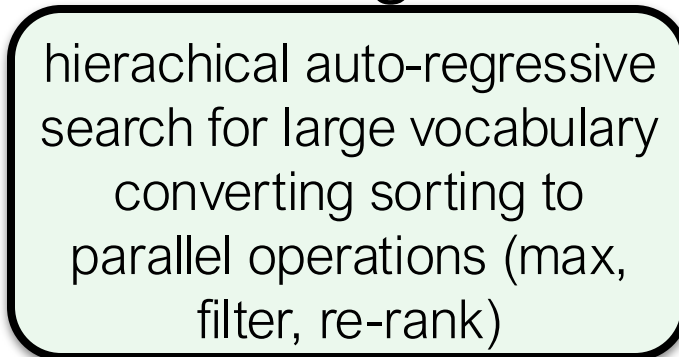 hierachical auto-regressive
search for large vocabulary
converting sorting to
parallel operations (max,
filter, re-rank)